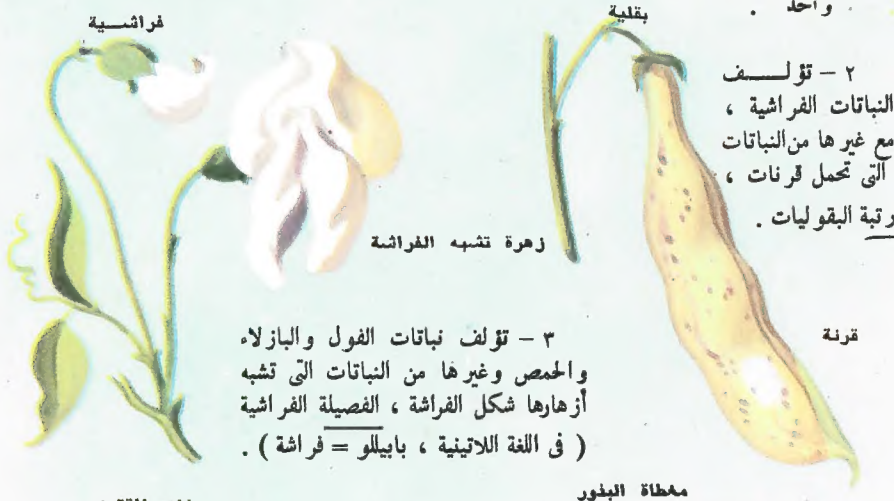 واحد .
بقلية
فراشية
٢ – تؤلف
النباتات الفراشية ،
مع غيرها من النباتات
التى تحمل قرنات ،
رتبة البقوليات .
زهرة تشبه الفراشة
قرنة
٣ – تؤلف نباتات الفول والبازلاء
والحمص وغيرها من النباتات التى تشبه
أزهارها شكل الفراشة ، الفصيلة الفراشية
( فى اللغة اللاتينية ، بابيللو = فراشة ) .
مغطاة البذور